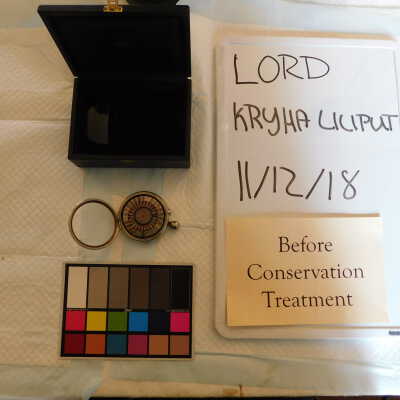 LORD
KRYHA LILIPUT
11/12/18
Before
Conservation
Treatment